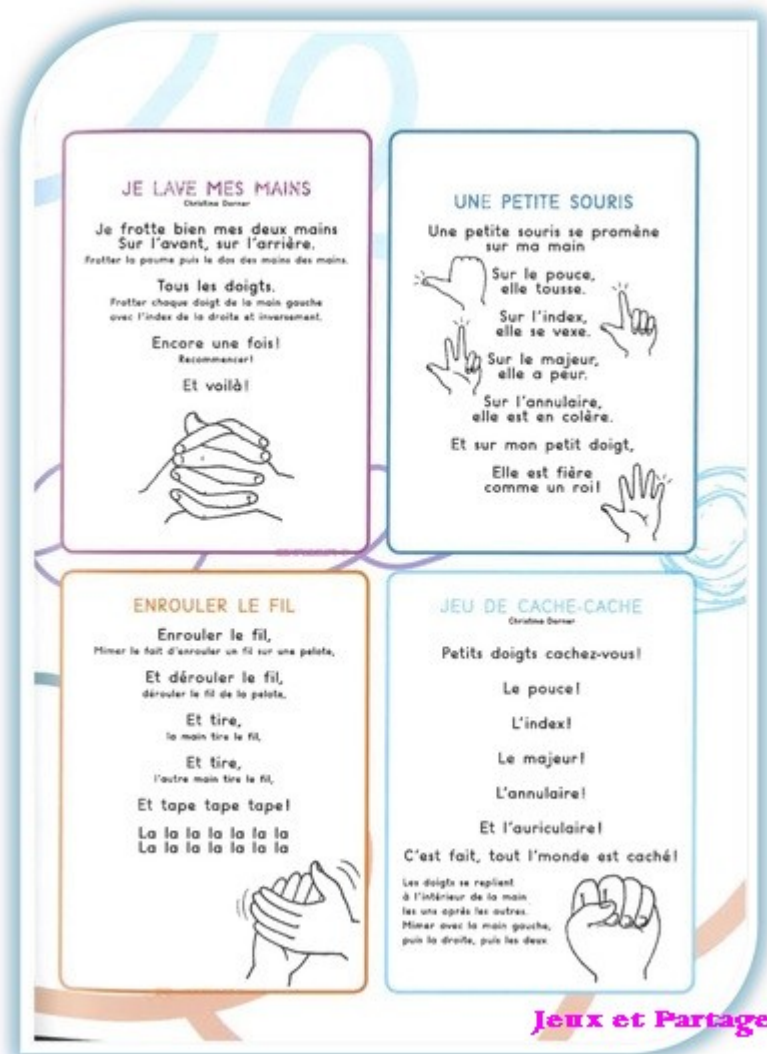 JE LAVE MES MAINS
Christina Dorner
Je frotte bien mes deux mains
Sur l'avant, sur l'arrière.
Frotter la paume puis le dos des mains des mains.
Tous les doigts.
Frotter chaque doigt de la main gauche
avec l'index de la droite et inversement.
Encore une fois!
Recommencer!
Et voilà!
UNE PETITE SOURIS
Une petite souris se promène
sur ma main
Sur le pouce,
elle tousse.
Sur l'index,
elle se vexe.
Sur le majeur,
elle a peur.
Sur l'annulaire,
elle est en colère.
Et sur mon petit doigt,
Elle est fière
comme un roi!
ENROULER LE FIL
Enrouler le fil,
Mimer le fait d'enrouler un fil sur une pelote,
Et dérouler le fil,
dérouler le fil de la pelote,
Et tire,
la main tire le fil,
Et tire,
l'autre main tire le fil,
Et tape tape tape!
La la la la la la la
La la la la la la la
JEU DE CACHE-CACHE
Christina Dorner
Petits doigts cachez-vous!
Le pouce!
L'index!
Le majeur!
L'annulaire!
Et l'auriculaire!
C'est fait, tout l'monde est caché!
Les doigts se replient
à l'intérieur de la main
les uns après les autres.
Mimer avec la main gauche,
puis la droite, puis les deux.
Jeux et Partage